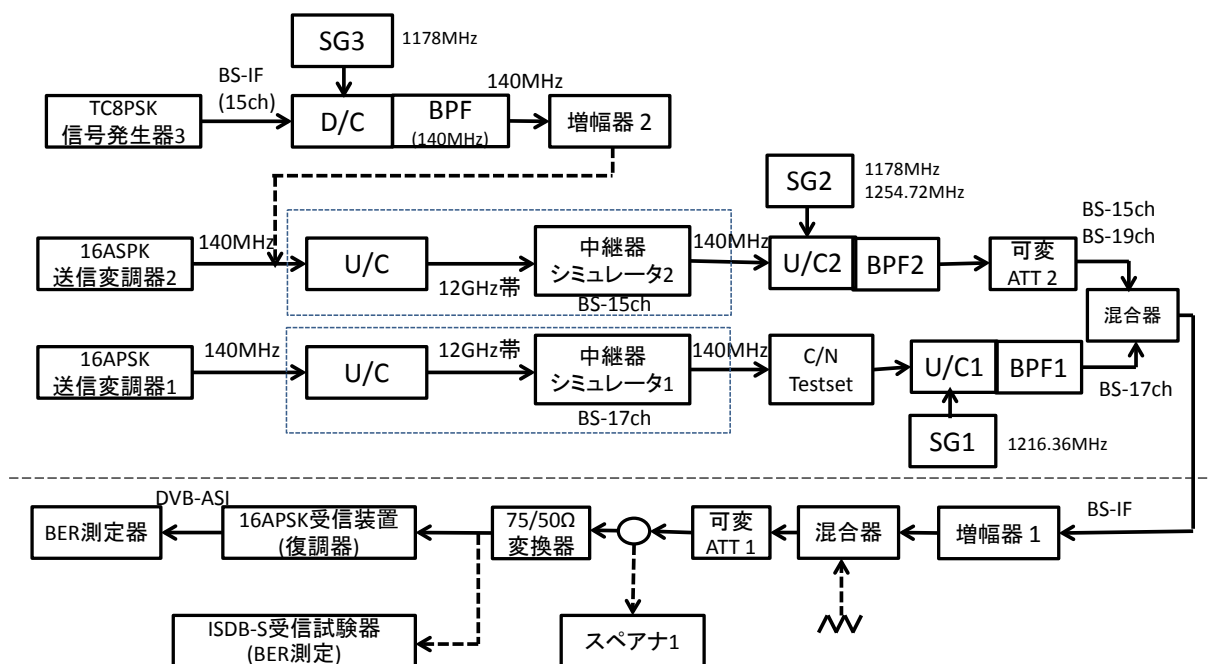 SG3
1178MHz
BS-IF
(15ch)
140MHz
TC8PSK
信号発生器3
D/C
BPF
(140MHz)
増幅器 2
SG2
1178MHz
1254.72MHz
16ASPK
送信変調器2
140MHz
U/C
12GHz帯
中継器
シミュレータ2
BS-15ch
140MHz
U/C2
BPF2
可変
ATT 2
BS-15ch
BS-19ch
混合器
16APSK
送信変調器1
140MHz
U/C
12GHz帯
中継器
シミュレータ1
BS-17ch
140MHz
C/N
Testset
U/C1
BPF1
BS-17ch
SG1
1216.36MHz
DVB-ASI
BER測定器
16APSK受信装置
(復調器)
75/50Ω
変換器
可変
ATT 1
混合器
増幅器 1
BS-IF
ISDB-S受信試験器
(BER測定)
スペアナ1